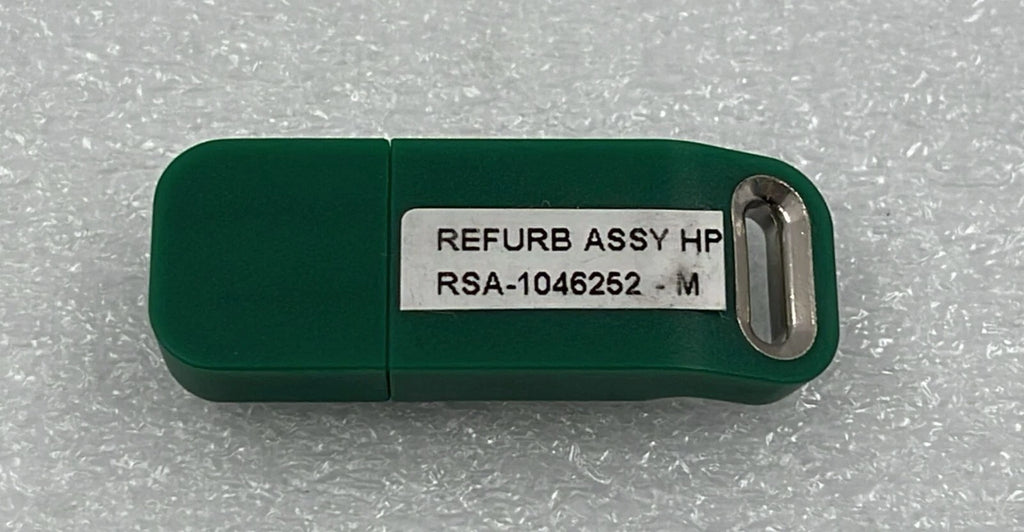 REFURB ASSY HP
RSA-1046252 - M